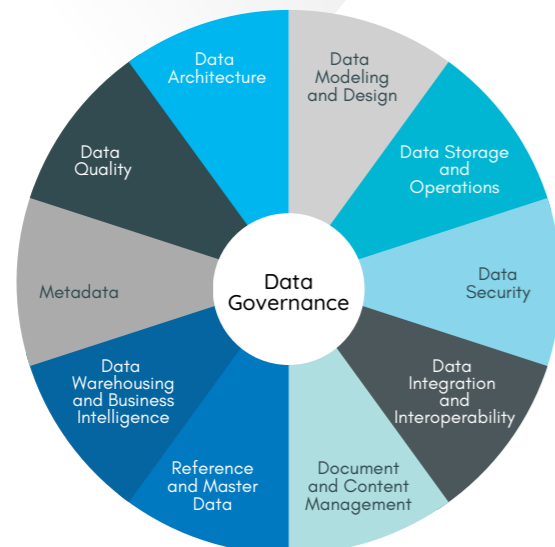 Data
Architecture
Data
Modeling
and Design
Data Storage
and
Operations
Data
Security
Data
Integration
and
Interoperability
Document
and Content
Management
Reference
and Master
Data
Data
Warehousing
and Business
Intelligence
Metadata
Data
Quality
Data
Governance